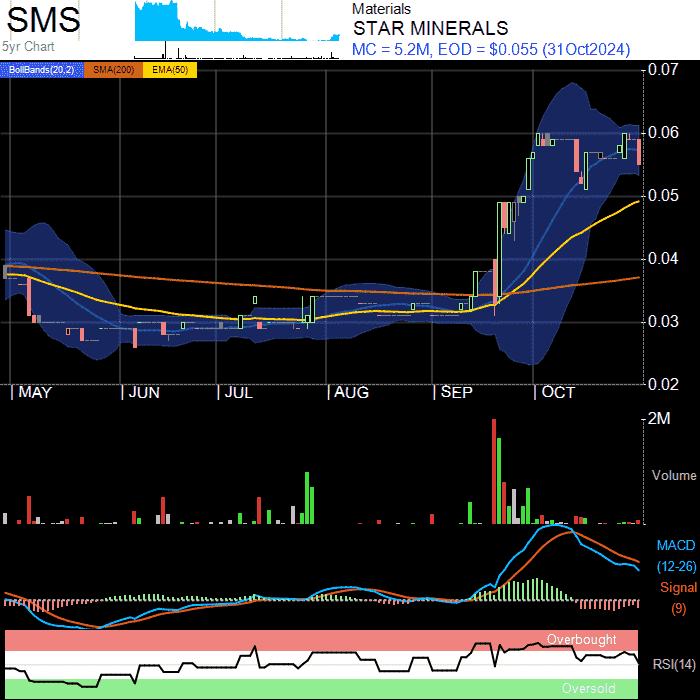 SMS
5yr Chart
Materials
STAR MINERALS
MC = 5.2M, EOD = $0.055 (31Oct2024)
BollBands(20,2) SMA(200) EMA(50)
0.07
0.06
0.05
0.04
0.03
0.02
MAY JUN JUL AUG SEP OCT
2M
Volume
MACD
(12-26)
Signal
(9)
Overbought
RSI(14)
Oversold